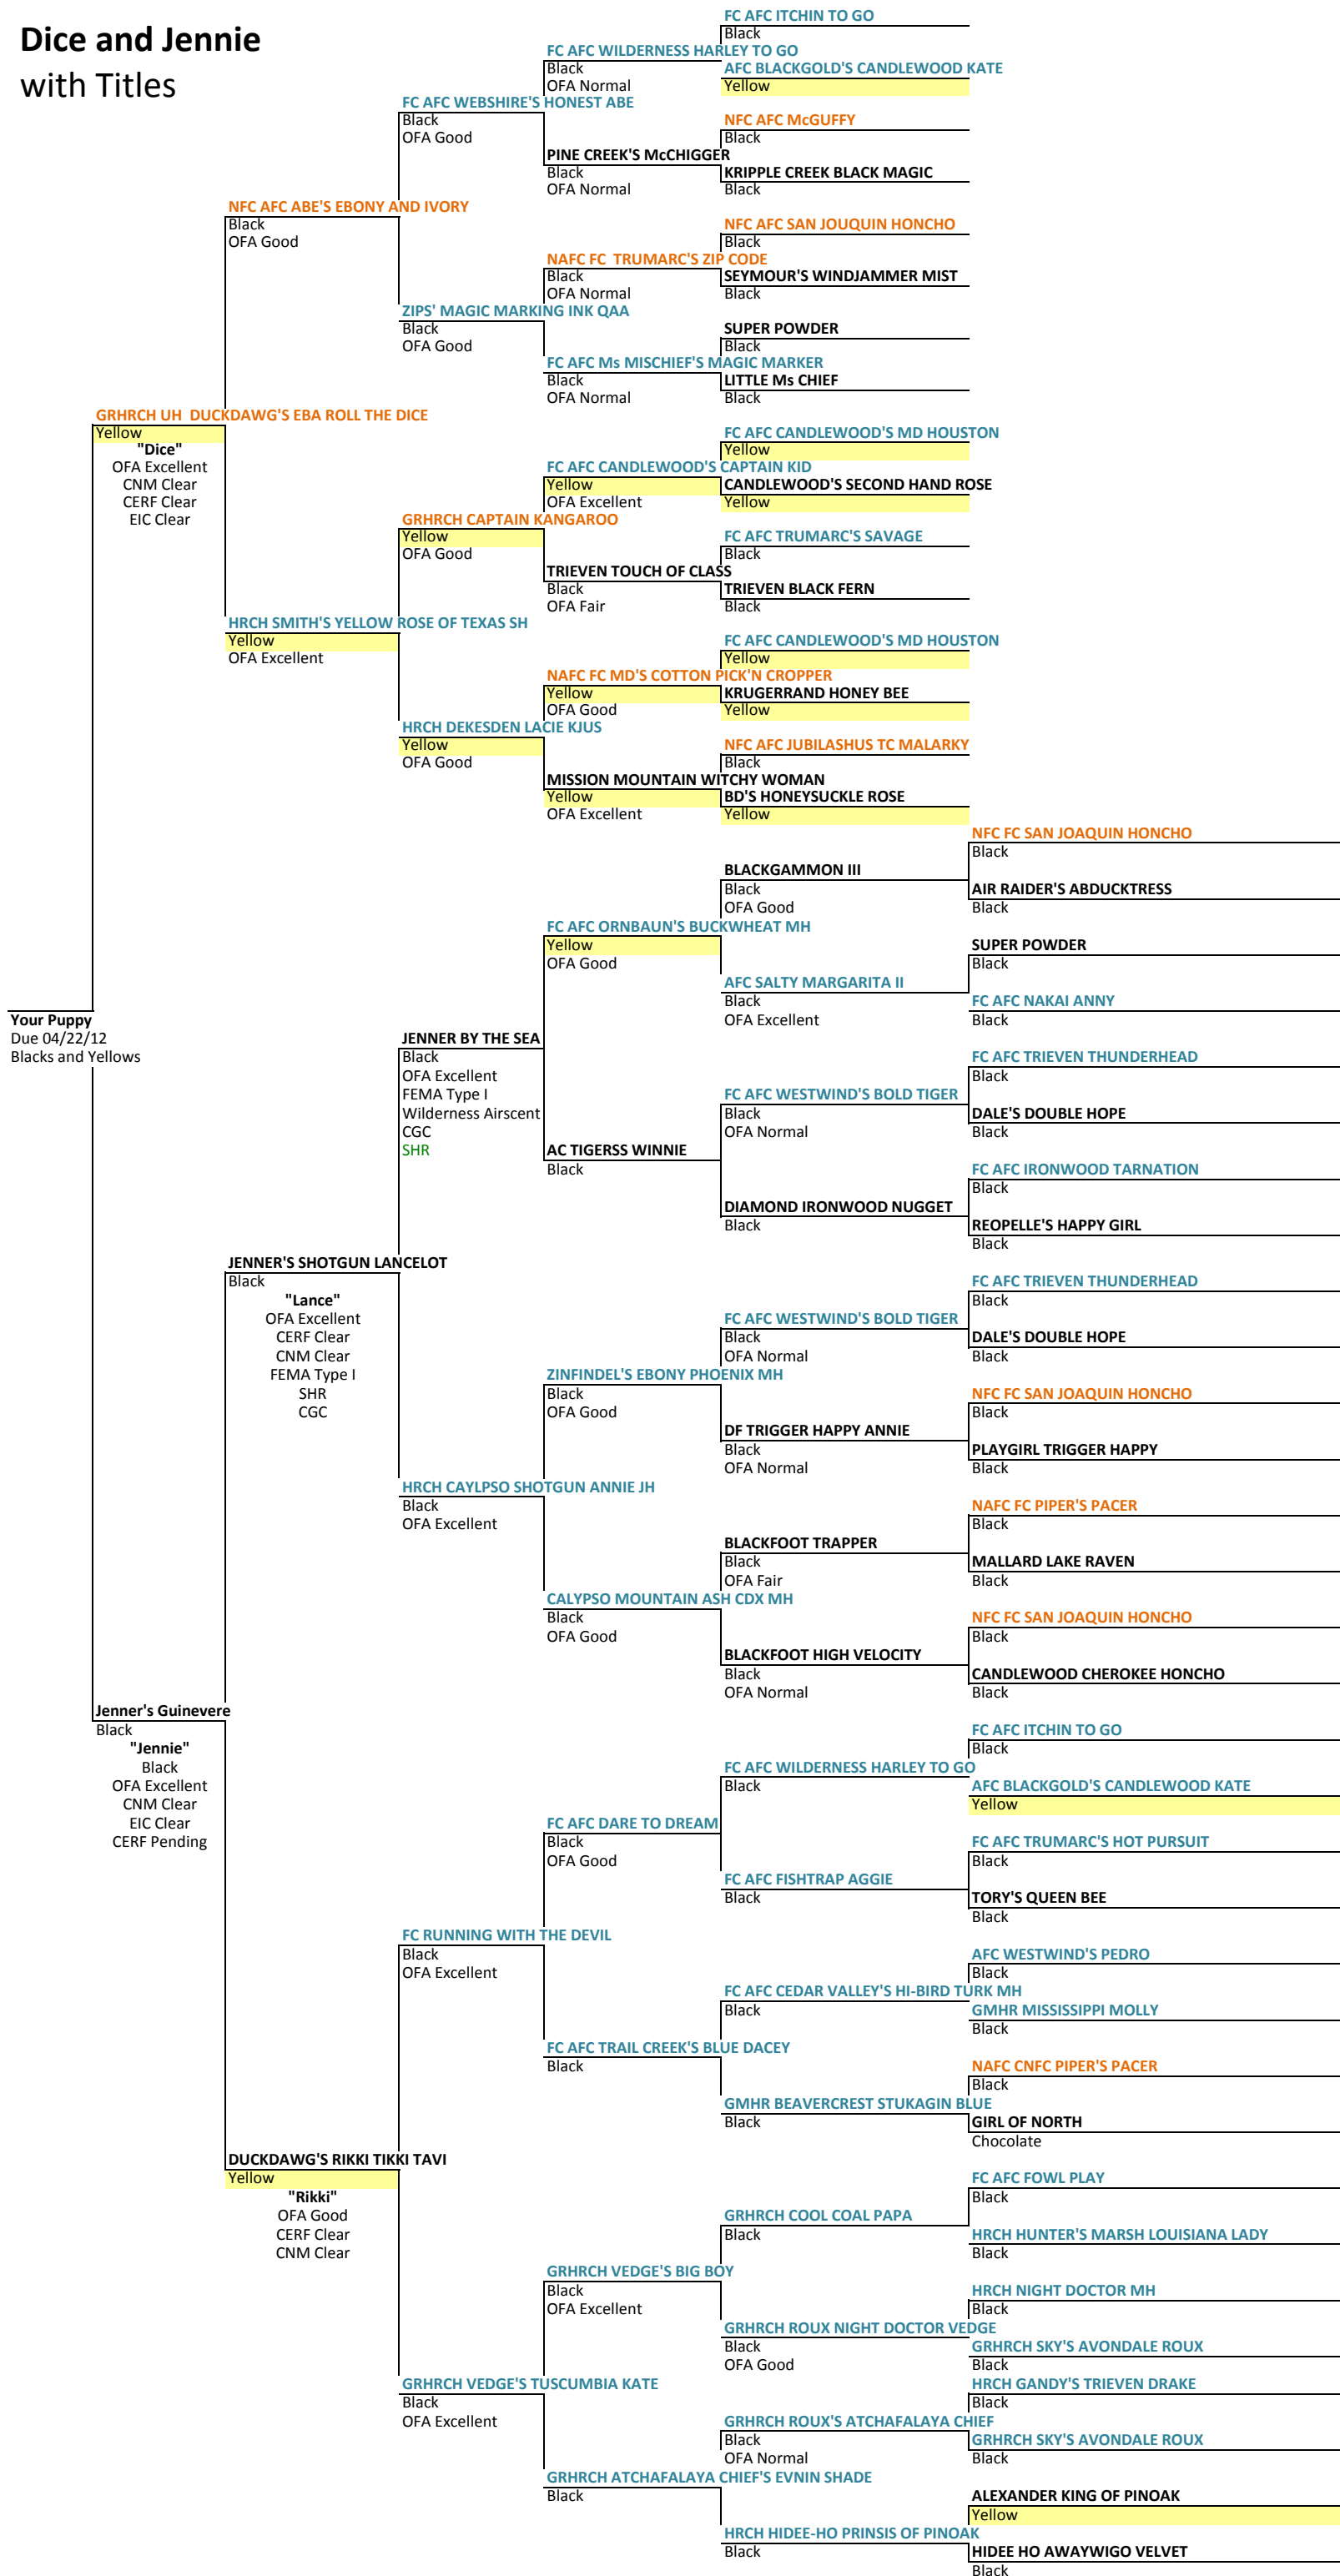 Dice and Jennie
with Titles
FC AFC ITCHIN TO GO
Black
FC AFC WILDERNESS HARLEY TO GO
Black
OFA Normal
AFC BLACKGOLD'S CANDLEWOOD KATE
Yellow
FC AFC WEBSHIRE'S HONEST ABE
Black
OFA Good
NFC AFC McGUFFY
Black
PINE CREEK'S McCHIGGER
Black
OFA Normal
KRIPPLE CREEK BLACK MAGIC
Black
NFC AFC ABE'S EBONY AND IVORY
Black
OFA Good
NFC AFC SAN JOUQUIN HONCHO
Black
NAFC FC  TRUMARC'S ZIP CODE
Black
OFA Normal
SEYMOUR'S WINDJAMMER MIST
Black
ZIPS' MAGIC MARKING INK QAA
Black
OFA Good
SUPER POWDER
Black
FC AFC Ms MISCHIEF'S MAGIC MARKER
Black
OFA Normal
LITTLE Ms CHIEF
Black
GRHRCH UH  DUCKDAWG'S EBA ROLL THE DICE
Yellow
"Dice"
OFA Excellent
CNM Clear
CERF Clear
EIC Clear
FC AFC CANDLEWOOD'S MD HOUSTON
Yellow
FC AFC CANDLEWOOD'S CAPTAIN KID
Yellow
OFA Excellent
CANDLEWOOD'S SECOND HAND ROSE
Yellow
GRHRCH CAPTAIN KANGAROO
Yellow
OFA Good
FC AFC TRUMARC'S SAVAGE
Black
TRIEVEN TOUCH OF CLASS
Black
OFA Fair
TRIEVEN BLACK FERN
Black
HRCH SMITH'S YELLOW ROSE OF TEXAS SH
Yellow
OFA Excellent
FC AFC CANDLEWOOD'S MD HOUSTON
Yellow
NAFC FC MD'S COTTON PICK'N CROPPER
Yellow
OFA Good
KRUGERRAND HONEY BEE
Yellow
HRCH DEKESDEN LACIE KJUS
Yellow
OFA Good
NFC AFC JUBILASHUS TC MALARKY
Black
MISSION MOUNTAIN WITCHY WOMAN
Yellow
OFA Excellent
BD'S HONEYSUCKLE ROSE
Yellow
NFC FC SAN JOAQUIN HONCHO
Black
BLACKGAMMON III
Black
OFA Good
AIR RAIDER'S ABDUCKTRESS
Black
FC AFC ORNBAUN'S BUCKWHEAT MH
Yellow
OFA Good
SUPER POWDER
Black
AFC SALTY MARGARITA II
Black
OFA Excellent
FC AFC NAKAI ANNY
Black
Your Puppy
Due 04/22/12
Blacks and Yellows
JENNER BY THE SEA
Black
OFA Excellent
FEMA Type I
Wilderness Airscent
CGC
SHR
FC AFC TRIEVEN THUNDERHEAD
Black
FC AFC WESTWIND'S BOLD TIGER
Black
OFA Normal
DALE'S DOUBLE HOPE
Black
AC TIGERSS WINNIE
Black
FC AFC IRONWOOD TARNATION
Black
DIAMOND IRONWOOD NUGGET
Black
REOPELLE'S HAPPY GIRL
Black
JENNER'S SHOTGUN LANCELOT
Black
"Lance"
OFA Excellent
CERF Clear
CNM Clear
FEMA Type I
SHR
CGC
FC AFC TRIEVEN THUNDERHEAD
Black
FC AFC WESTWIND'S BOLD TIGER
Black
OFA Normal
DALE'S DOUBLE HOPE
Black
ZINFINDEL'S EBONY PHOENIX MH
Black
OFA Good
NFC FC SAN JOAQUIN HONCHO
Black
DF TRIGGER HAPPY ANNIE
Black
OFA Normal
PLAYGIRL TRIGGER HAPPY
Black
HRCH CAYLPSO SHOTGUN ANNIE JH
Black
OFA Excellent
NAFC FC PIPER'S PACER
Black
BLACKFOOT TRAPPER
Black
OFA Fair
MALLARD LAKE RAVEN
Black
CALYPSO MOUNTAIN ASH CDX MH
Black
OFA Good
NFC FC SAN JOAQUIN HONCHO
Black
BLACKFOOT HIGH VELOCITY
Black
OFA Normal
CANDLEWOOD CHEROKEE HONCHO
Black
Jenner's Guinevere
Black
"Jennie"
Black
OFA Excellent
CNM Clear
EIC Clear
CERF Pending
FC AFC ITCHIN TO GO
Black
FC AFC WILDERNESS HARLEY TO GO
Black
AFC BLACKGOLD'S CANDLEWOOD KATE
Yellow
FC AFC DARE TO DREAM
Black
OFA Good
FC AFC TRUMARC'S HOT PURSUIT
Black
FC AFC FISHTRAP AGGIE
Black
TORY'S QUEEN BEE
Black
FC RUNNING WITH THE DEVIL
Black
OFA Excellent
AFC WESTWIND'S PEDRO
Black
FC AFC CEDAR VALLEY'S HI-BIRD TURK MH
Black
GMHR MISSISSIPPI MOLLY
Black
FC AFC TRAIL CREEK'S BLUE DACEY
Black
NAFC CNFC PIPER'S PACER
Black
GMHR BEAVERCREST STUKAGIN BLUE
Black
GIRL OF NORTH
Chocolate
DUCKDAWG'S RIKKI TIKKI TAVI
Yellow
"Rikki"
OFA Good
CERF Clear
CNM Clear
FC AFC FOWL PLAY
Black
GRHRCH COOL COAL PAPA
Black
HRCH HUNTER'S MARSH LOUISIANA LADY
Black
GRHRCH VEDGE'S BIG BOY
Black
OFA Excellent
HRCH NIGHT DOCTOR MH
Black
GRHRCH ROUX NIGHT DOCTOR VEDGE
Black
OFA Good
GRHRCH SKY'S AVONDALE ROUX
Black
GRHRCH VEDGE'S TUSCUMBIA KATE
Black
OFA Excellent
HRCH GANDY'S TRIEVEN DRAKE
Black
GRHRCH ROUX'S ATCHAFALAYA CHIEF
Black
OFA Normal
GRHRCH SKY'S AVONDALE ROUX
Black
GRHRCH ATCHAFALAYA CHIEF'S EVNIN SHADE
Black
ALEXANDER KING OF PINOAK
Yellow
HRCH HIDEE-HO PRINSIS OF PINOAK
Black
HIDEE HO AWAYWIGO VELVET
Black